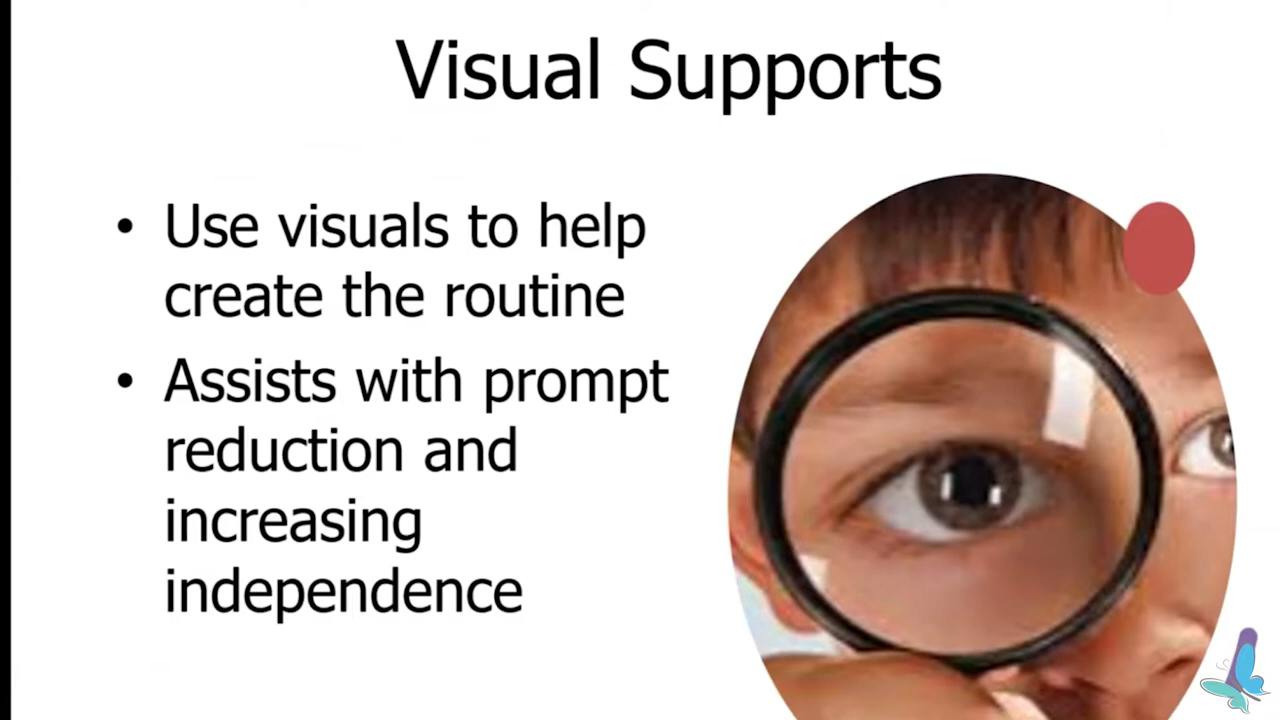 Visual Supports
• Use visuals to help
create the routine
• Assists with prompt
reduction and
increasing
independence